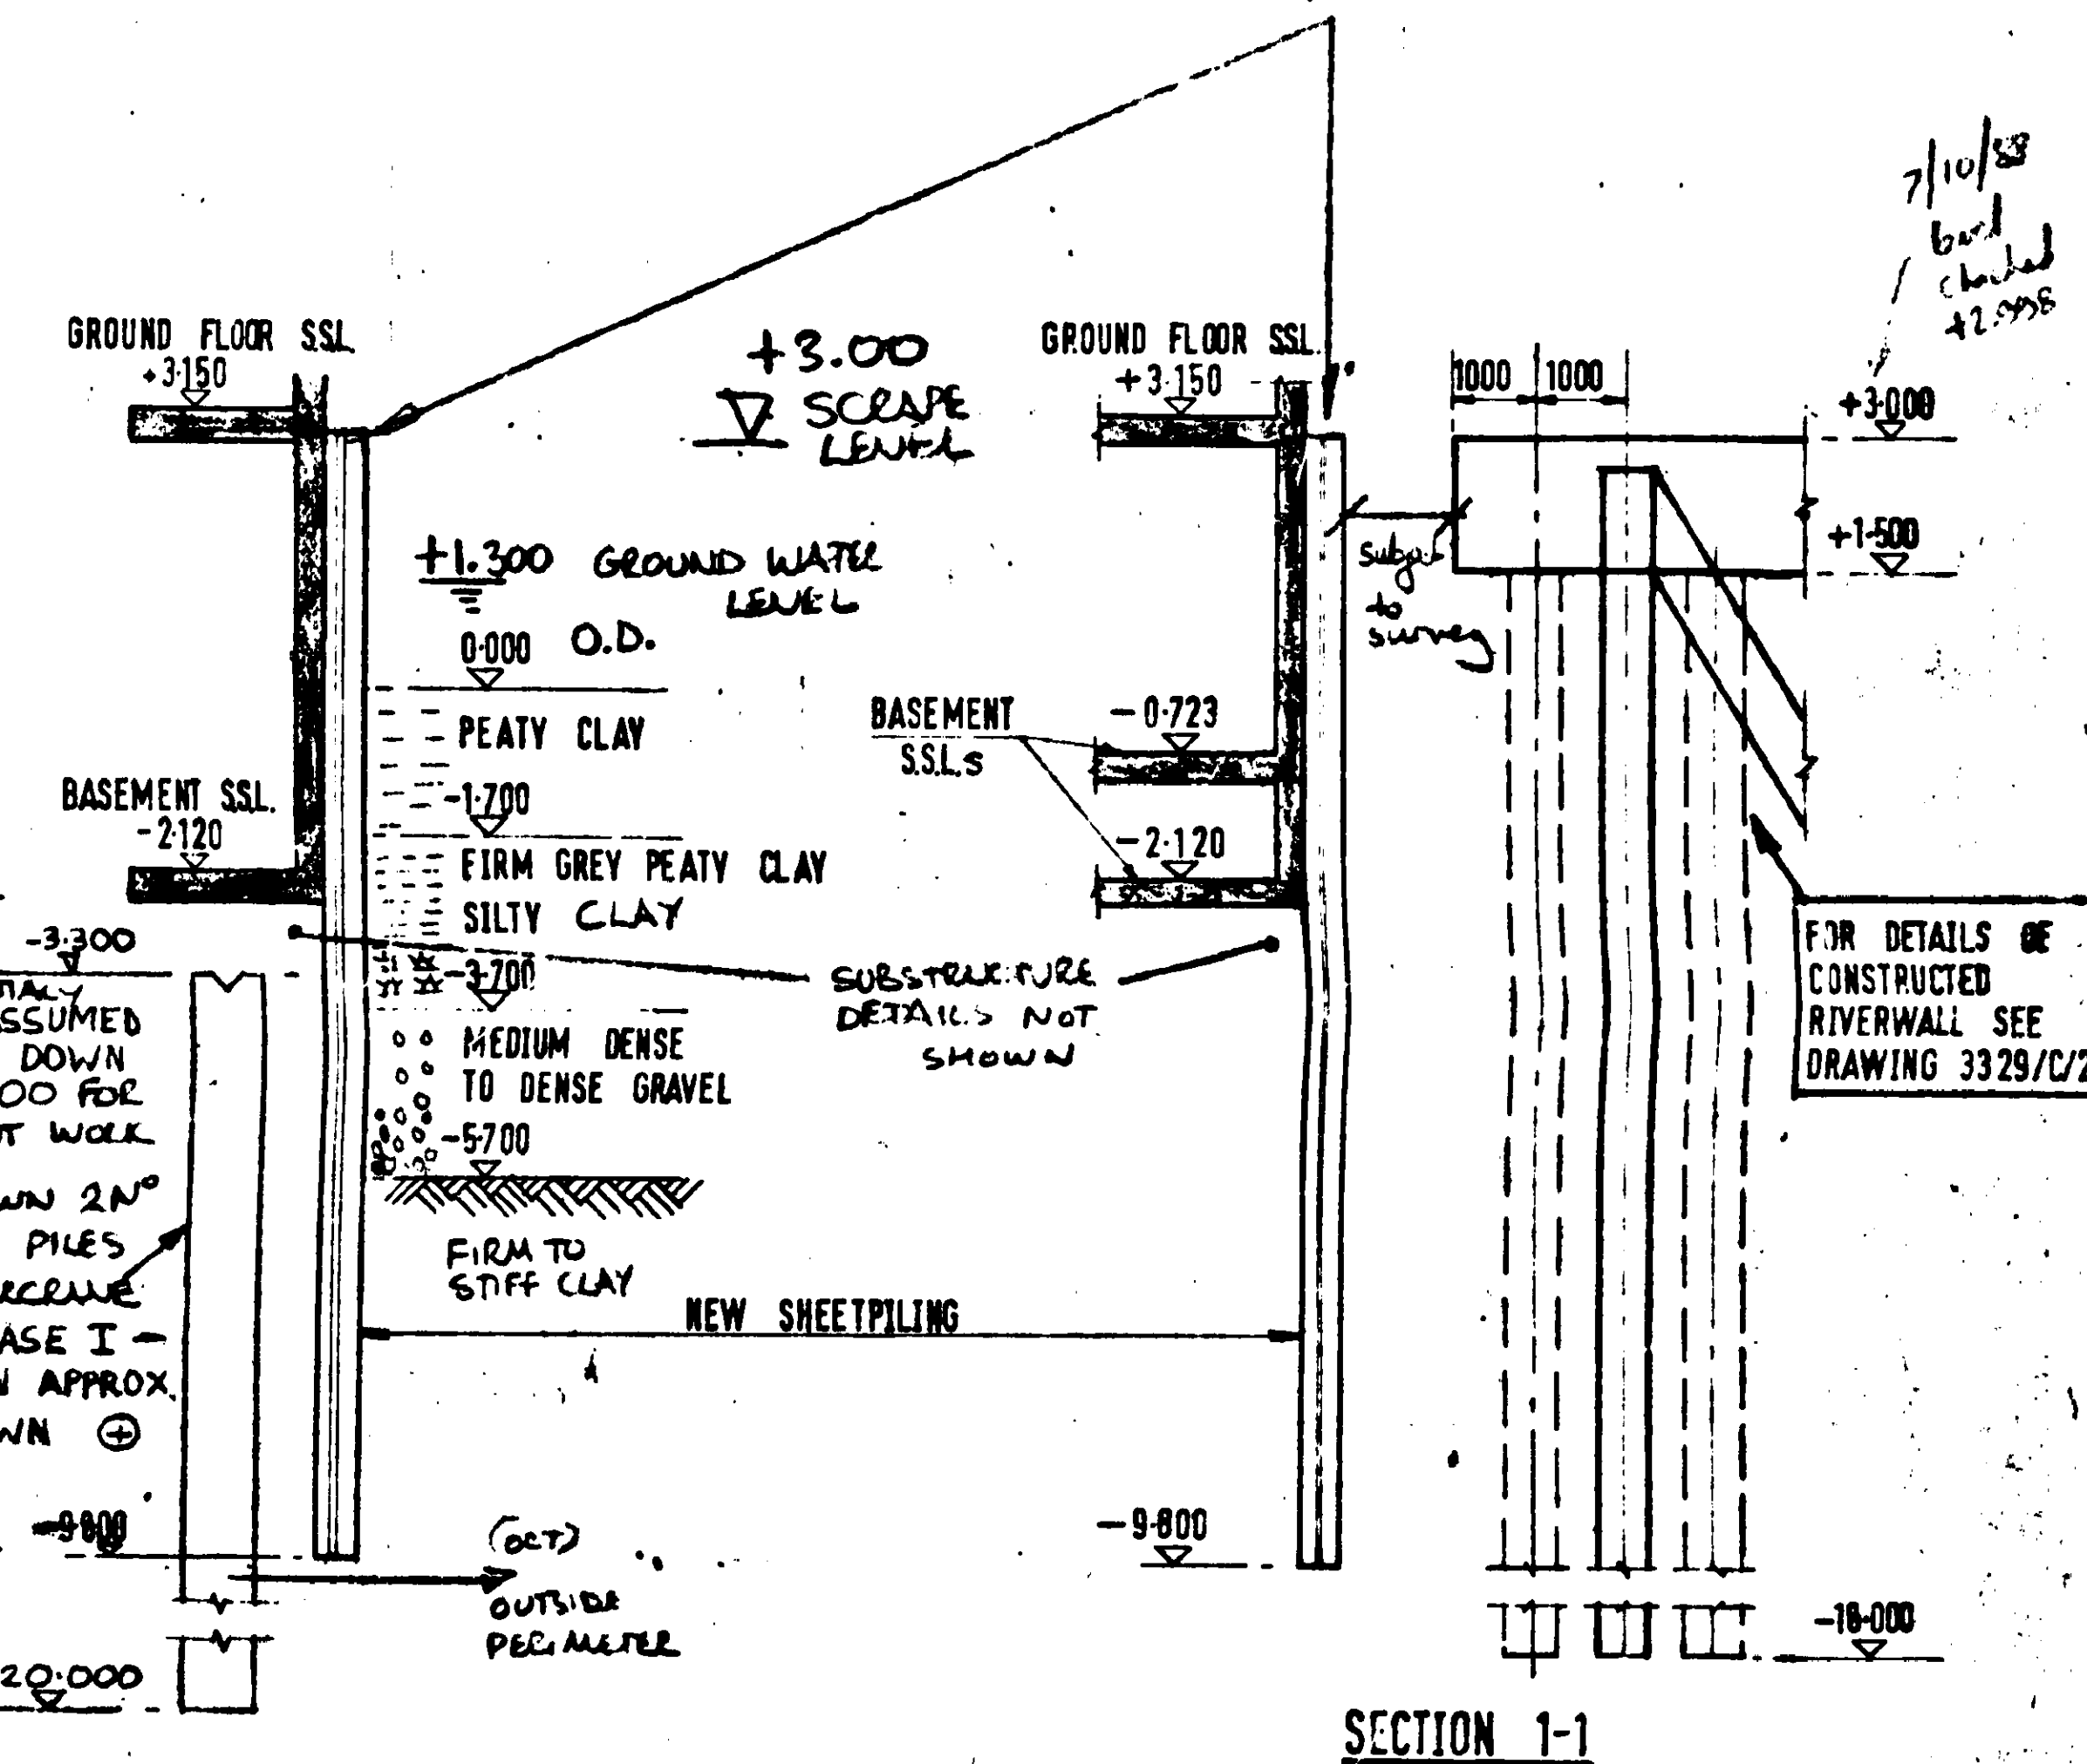 7/10/88
checked
GROUND FLOOR S.S.L.
+3·150
+3.00
SCRAPE
LEVEL
GROUND FLOOR S.S.L.
+3·150
1000
1000
+3·000
+1·500
+1.300 GROUND WATER
LEVEL
0·000 O.D.
subject
to
survey
PEATY CLAY
-1·700
BASEMENT
S.S.L.s
-0·723
-2·120
BASEMENT S.S.L.
-2·120
FIRM GREY PEATY CLAY
SILTY CLAY
-3·300
-3·700
ASSUMED
DOWN
00 FOR
WORK
MEDIUM DENSE
TO DENSE GRAVEL
-5·700
SUBSTRUCTURE
DETAILS NOT
SHOWN
FOR DETAILS OF
CONSTRUCTED
RIVERWALL SEE
DRAWING 3329/C/2
WN 2Nº
PILES
ASE I -
APPROX.
WN ⊕
FIRM TO
STIFF CLAY
NEW SHEETPILING
-9·800
(OCT)
OUTSIDE
PERIMETER
-9·800
20·000
-18·000
SECTION 1-1